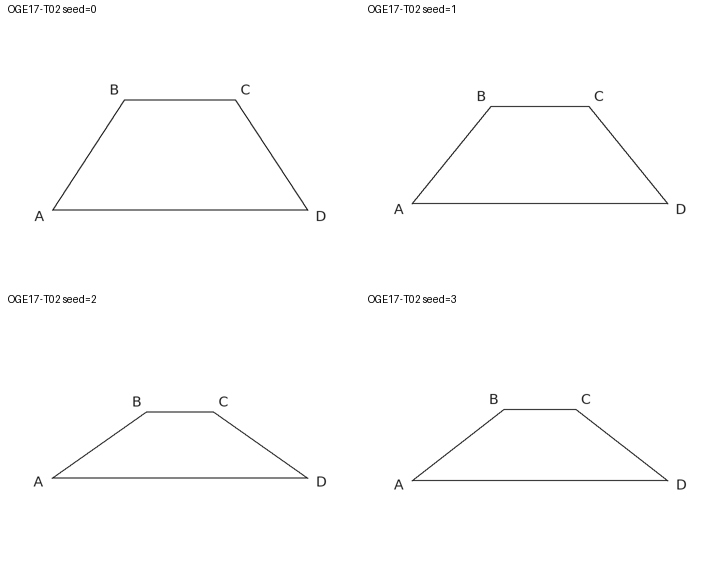 OGE17-T02 seed=0
B C
A D
OGE17-T02 seed=1
B C
A D
OGE17-T02 seed=2
B C
A D
OGE17-T02 seed=3
B C
A D